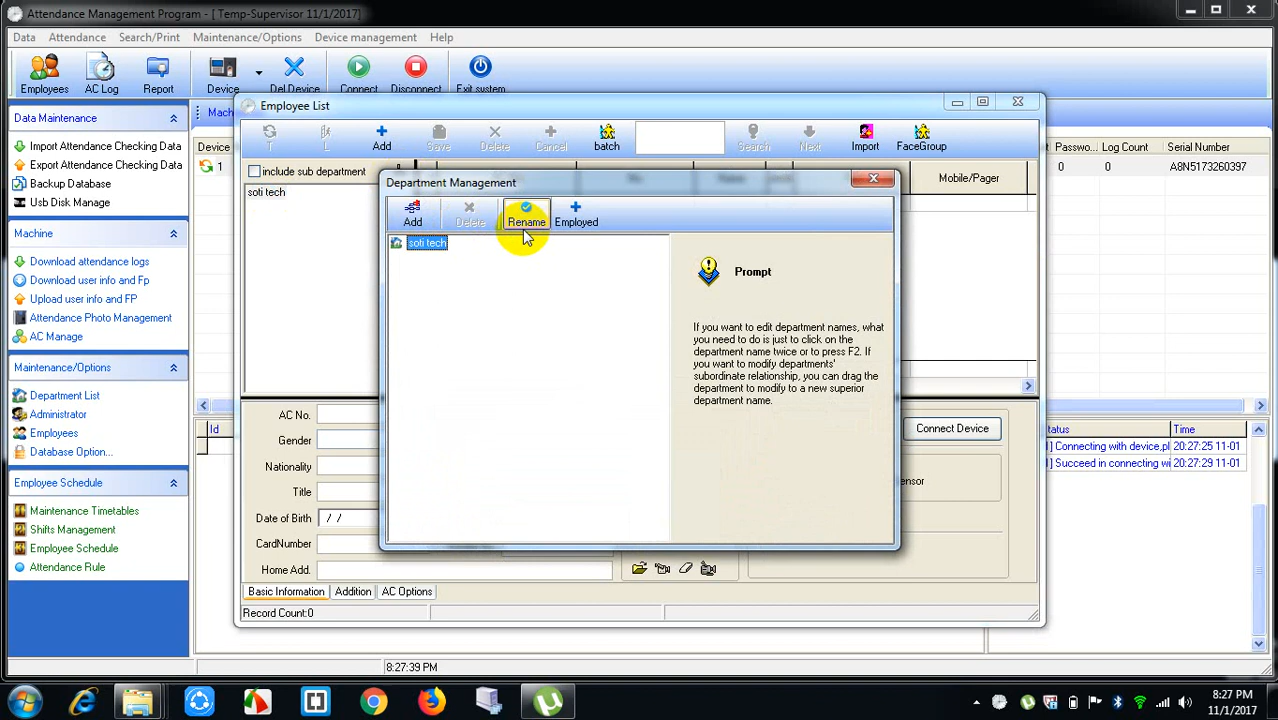 Attendance Management Program - [ Temp-Supervisor 11/1/2017]
Data Attendance Search/Print Maintenance/Options Device management Help
Employees AC Log Report Device Del Device Connect Disconnect Exit system
Data Maintenance
Import Attendance Checking Data
Export Attendance Checking Data
Backup Database
Usb Disk Manage
Machine
Download attendance logs
Download user info and Fp
Upload user info and FP
Attendance Photo Management
AC Manage
Maintenance/Options
Department List
Administrator
Employees
Database Option...
Employee Schedule
Maintenance Timetables
Shifts Management
Employee Schedule
Attendance Rule
Device
1
Passwo... Log Count Serial Number
0 0 A8N5173260397
Id
Time
Connecting with device,pl 20:27:25 11-01
Succeed in connecting wi 20:27:29 11-01
Employee List
T L Add Save Delete Cancel batch Search Next Import FaceGroup
include sub department
soti tech
Mobile/Pager
AC No.
Gender
Nationality
Title
Date of Birth / /
CardNumber
Home Add.
Connect Device
Basic Information Addition AC Options
Record Count:0
Department Management
Add Delete Rename Employed
soti tech
Prompt
If you want to edit department names, what
you need to do is just to click on the
department name twice or to press F2. If
you want to modify departments'
subordinate relationship, you can drag the
department to modify to a new superior
department name.
8:27:39 PM
8:27 PM
11/1/2017